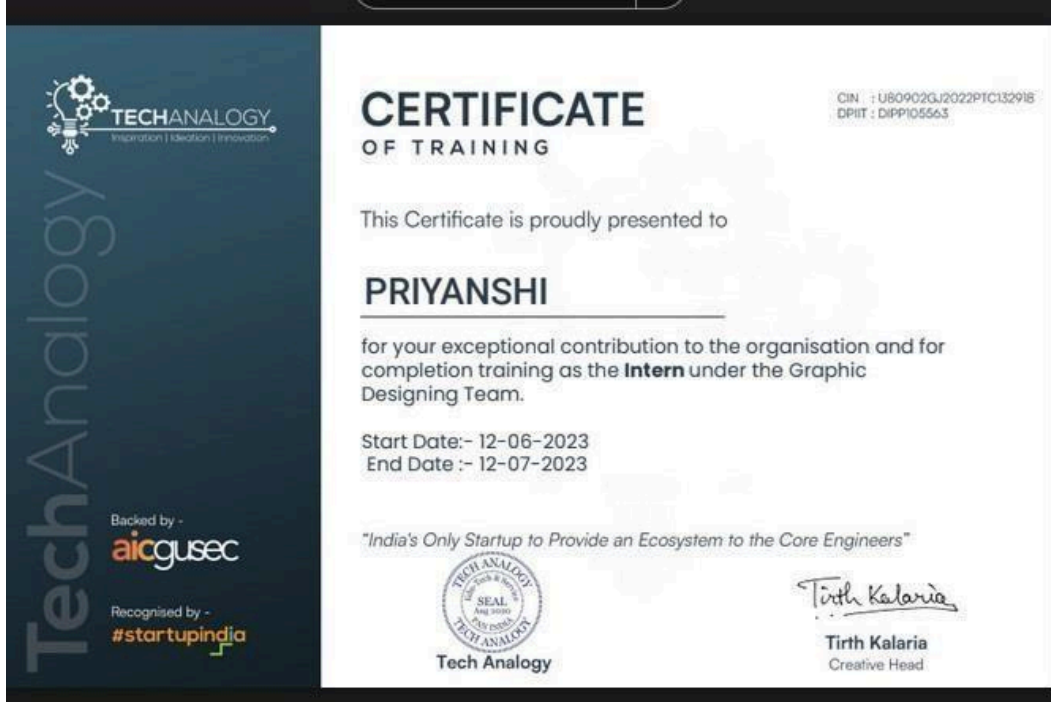 TECHANALOGY
Inspiration | Ideation | Innovation
TechAnalogy
Backed by -
aicgusec
Recognised by -
#startupindia
CERTIFICATE
OF TRAINING
CIN : U80902GJ2022PTC132918
DPIIT : DIPP105563
This Certificate is proudly presented to
PRIYANSHI
for your exceptional contribution to the organisation and for
completion training as the Intern under the Graphic
Designing Team.
Start Date:- 12-06-2023
End Date :- 12-07-2023
"India's Only Startup to Provide an Ecosystem to the Core Engineers"
TECH ANALOGY
SEAL
Aug 2020
PAN INDIA
TECH ANALOGY
Tech Analogy
Tirth Kalaria
Tirth Kalaria
Creative Head